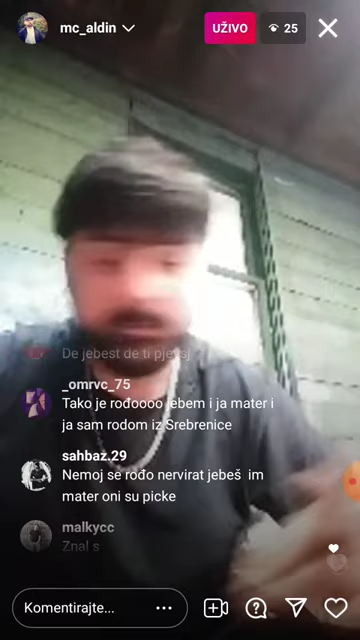 mc_aldin
UŽIVO
25
De jebest de ti pjevsj
_omrvc_75
Tako je rođoooo jebem i ja mater i
ja sam rodom iz Srebrenice
sahbaz.29
Nemoj se rođo nervirat jebeš im
mater oni su picke
malkycc
Znal s
Komentirajte...